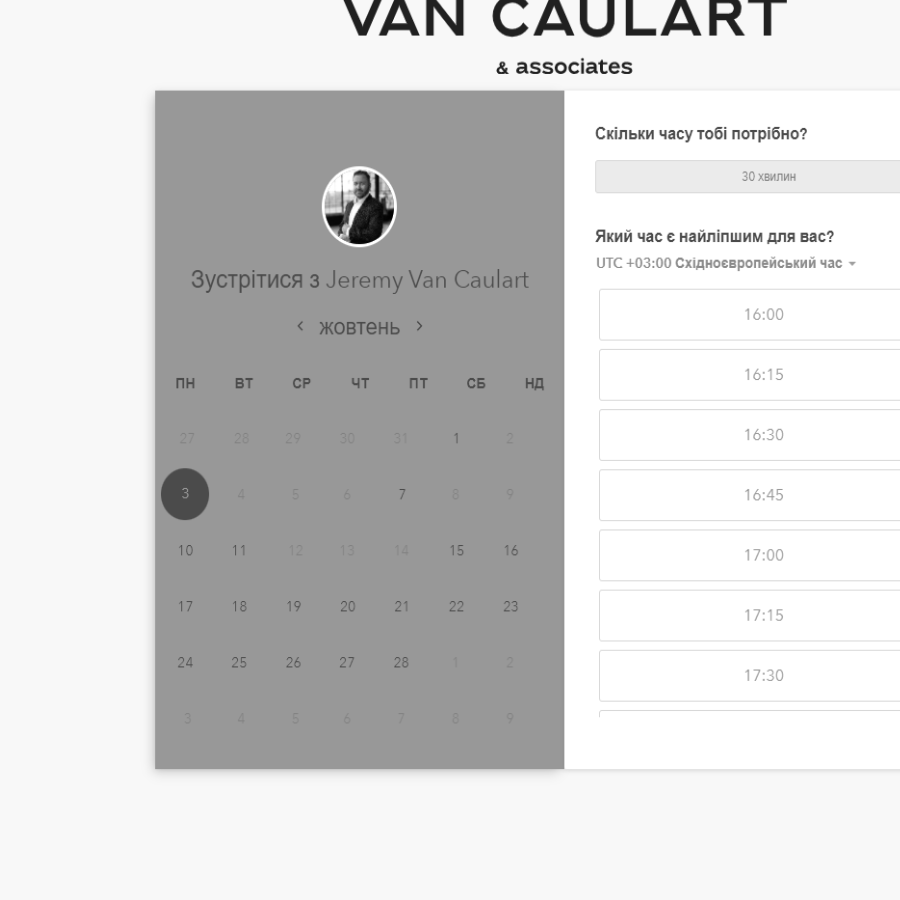 VAN CAULART
& associates
Зустрітися з Jeremy Van Caulart
жовтень
ПН ВТ СР ЧТ ПТ СБ НД
27 28 29 30 31 1 2
3 4 5 6 7 8 9
10 11 12 13 14 15 16
17 18 19 20 21 22 23
24 25 26 27 28 1 2
3 4 5 6 7 8 9
Скільки часу тобі потрібно?
30 хвилин
Який час є найліпшим для вас?
UTC +03:00 Східноєвропейський час
16:00
16:15
16:30
16:45
17:00
17:15
17:30